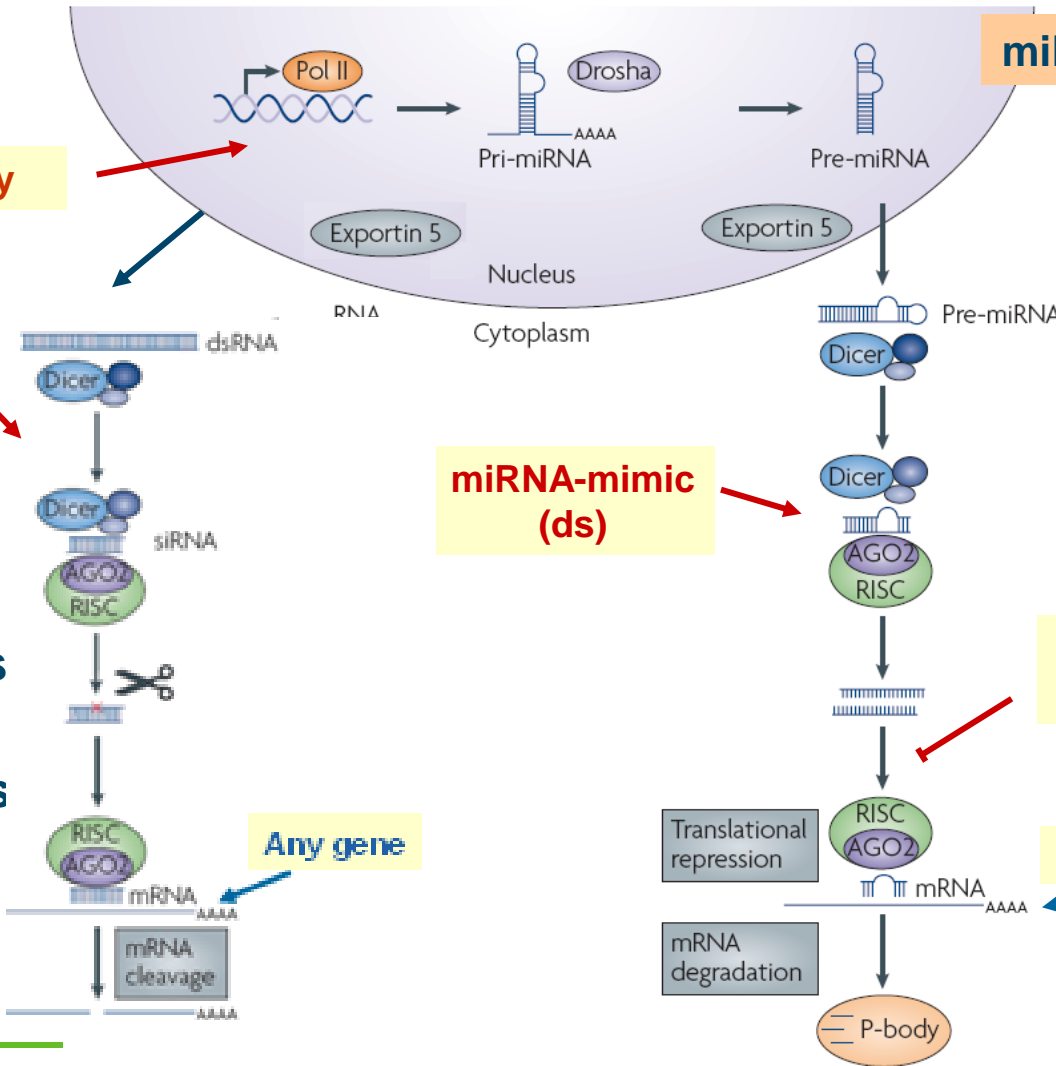 Pol II
Drosha
AAAA
Pri-miRNA
Pre-miRNA
Exportin 5
Exportin 5
Nucleus
Cytoplasm
RNA
dsRNA
Dicer
Dicer
siRNA
AGO2
RISC
RISC
AGO2
mRNA
AAAA
Any gene
mRNA
cleavage
AAAA
Pre-miRNA
Dicer
miRNA-mimic
(ds)
Dicer
AGO2
RISC
Translational
repression
RISC
AGO2
mRNA
AAAA
mRNA
degradation
P-body